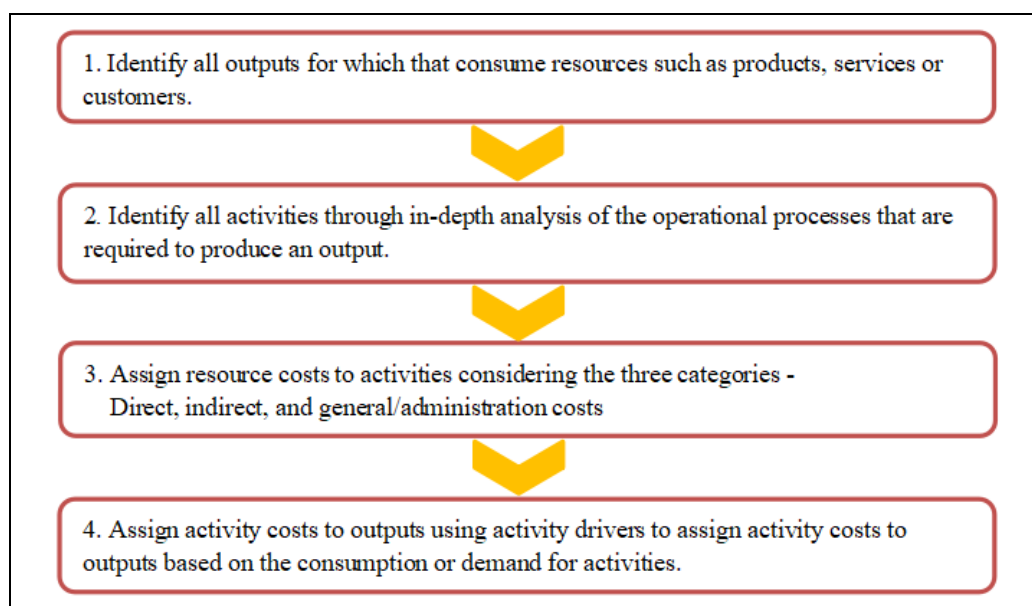 1. Identify all outputs for which that consume resources such as products, services or
customers.
2. Identify all activities through in-depth analysis of the operational processes that are
required to produce an output.
3. Assign resource costs to activities considering the three categories -
Direct, indirect, and general/administration costs
4. Assign activity costs to outputs using activity drivers to assign activity costs to
outputs based on the consumption or demand for activities.